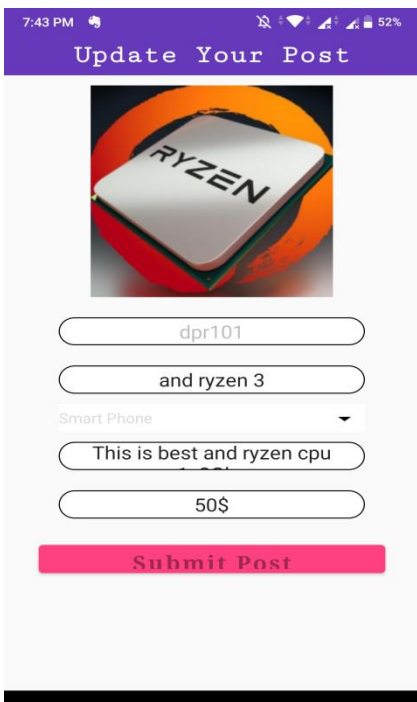 7:43 PM 52%
Update Your Post
RYZEN
dpr101
and ryzen 3
Smart Phone
This is best and ryzen cpu
50$
Submit Post